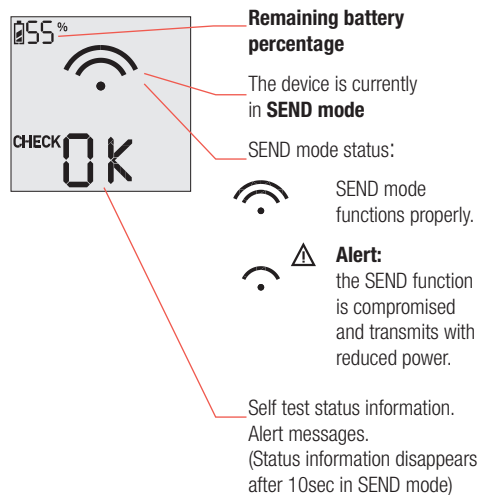 55%
CHECK OK
Remaining battery
percentage
The device is currently
in SEND mode
SEND mode status:
SEND mode
functions properly.
Alert:
the SEND function
is compromised
and transmits with
reduced power.
Self test status information.
Alert messages.
(Status information disappears
after 10sec in SEND mode)